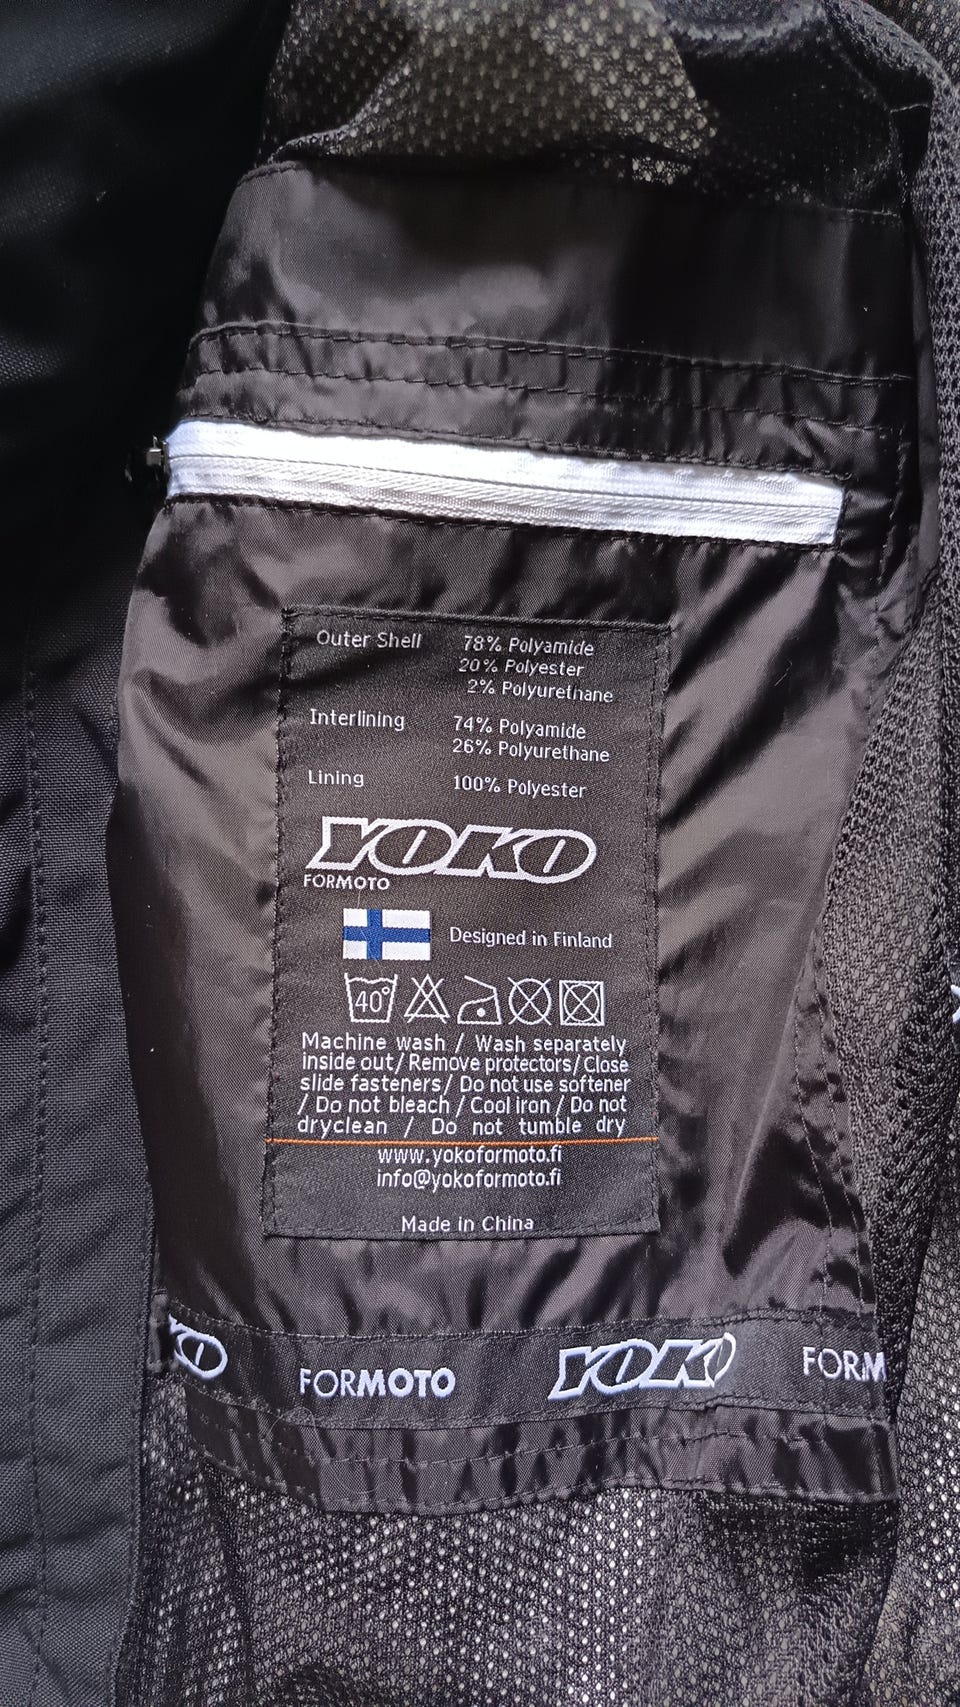 Outer Shell 78% Polyamide
20% Polyester
2% Polyurethane
Interlining 74% Polyamide
26% Polyurethane
Lining 100% Polyester
YOKO
FORMOTO
Designed in Finland
40°
Machine wash / Wash separately
inside out/ Remove protectors/ Close
slide fasteners/ Do not use softener
/ Do not bleach / Cool iron / Do not
dryclean / Do not tumble dry
www.yokoformoto.fi
info@yokoformoto.fi
Made in China
KO FORMOTO YOKO FORM